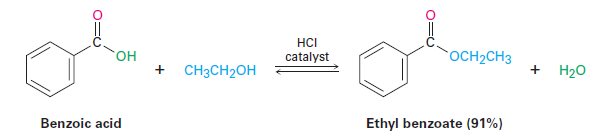 O
C
OH
+
CH3CH2OH
HCl
catalyst
O
C
OCH2CH3
+
H2O
Benzoic acid
Ethyl benzoate (91%)